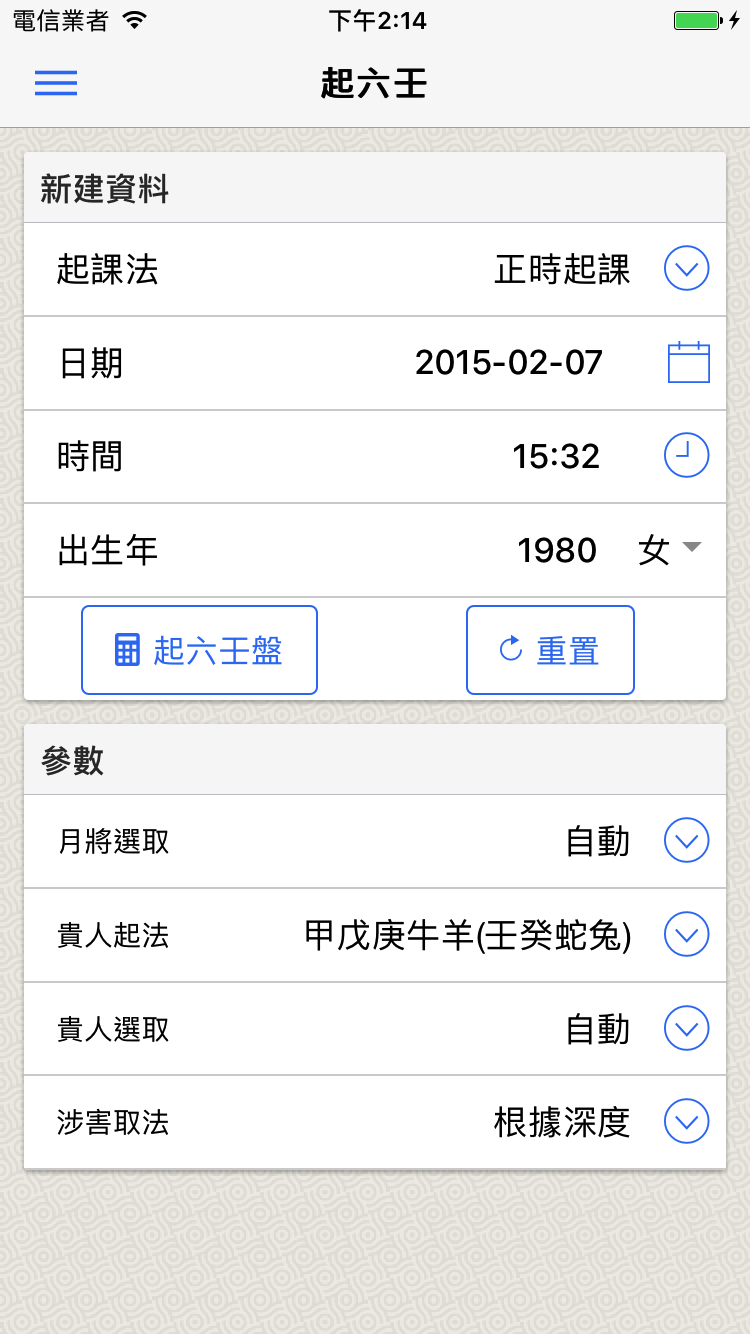 電信業者 下午2:14
起六壬
新建資料
起課法 正時起課
日期 2015-02-07
時間 15:32
出生年 1980 女
起六壬盤 重置
參數
月將選取 自動
貴人起法 甲戊庚牛羊(壬癸蛇兔)
貴人選取 自動
涉害取法 根據深度